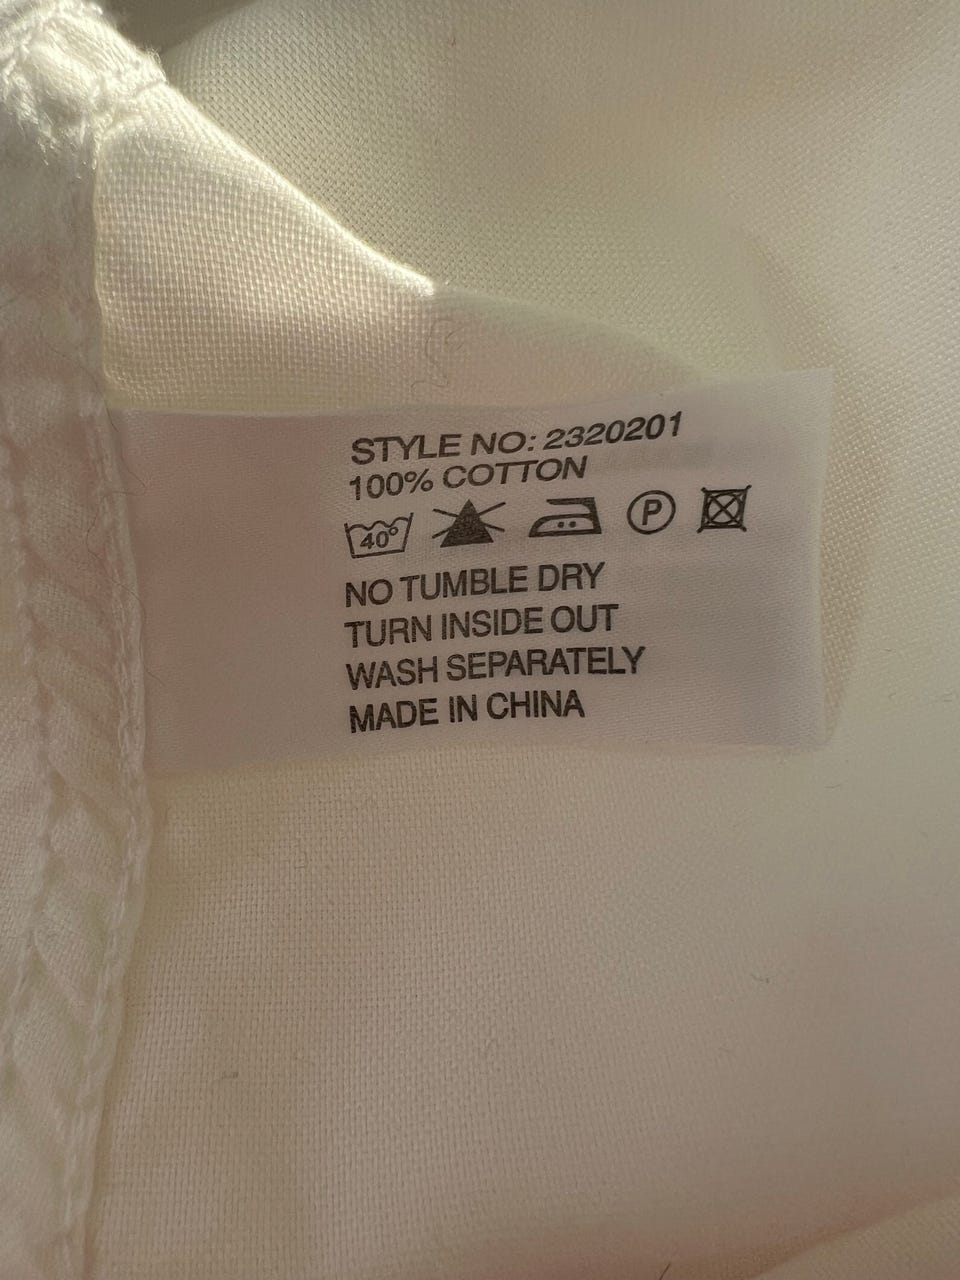 STYLE NO: 2320201
100% COTTON
40° P
NO TUMBLE DRY
TURN INSIDE OUT
WASH SEPARATELY
MADE IN CHINA